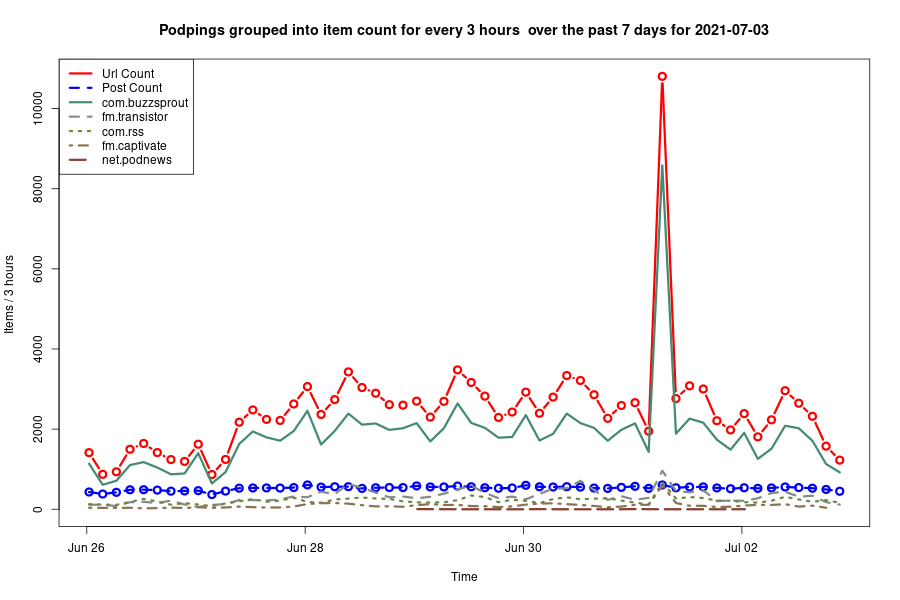 Podpings grouped into item count for every 3 hours  over the past 7 days for 2021-07-03
Url Count
Post Count
com.buzzsprout
fm.transistor
com.rss
fm.captivate
net.podnews
Items / 3 hours
10000
8000
6000
4000
2000
0
Jun 26
Jun 28
Jun 30
Jul 02
Time